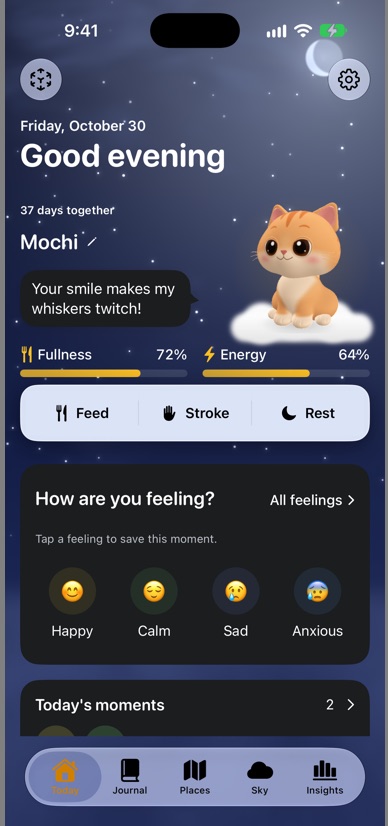 9:41
Friday, October 30
Good evening
37 days together
Mochi
Your smile makes my
whiskers twitch!
Fullness 72% Energy 64%
Feed Stroke Rest
How are you feeling? All feelings
Tap a feeling to save this moment.
Happy Calm Sad Anxious
Today's moments 2
Today Journal Places Sky Insights